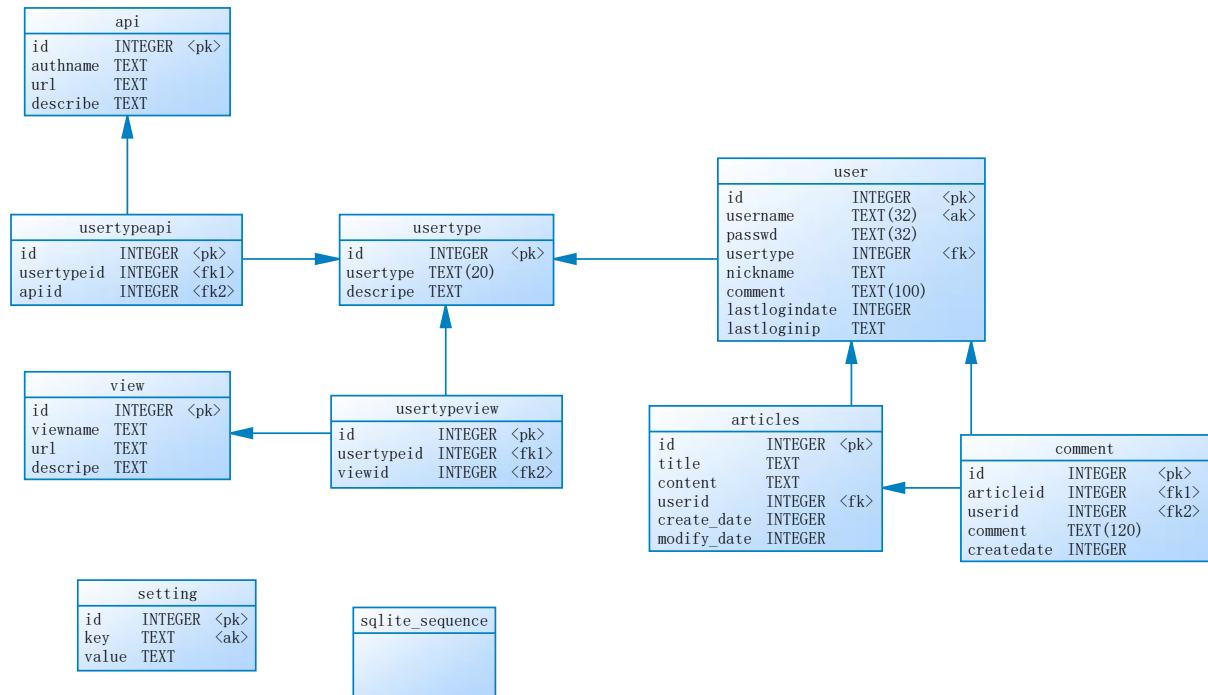 api
id INTEGER <pk>
authname TEXT
url TEXT
describe TEXT
usertypeapi
id INTEGER <pk>
usertypeid INTEGER <fk1>
apiid INTEGER <fk2>
usertype
id INTEGER <pk>
usertype TEXT(20)
descripe TEXT
user
id INTEGER <pk>
username TEXT(32) <ak>
passwd TEXT(32)
usertype INTEGER <fk>
nickname TEXT
comment TEXT(100)
lastlogindate INTEGER
lastloginip TEXT
view
id INTEGER <pk>
viewname TEXT
url TEXT
descripe TEXT
usertypeview
id INTEGER <pk>
usertypeid INTEGER <fk1>
viewid INTEGER <fk2>
articles
id INTEGER <pk>
title TEXT
content TEXT
userid INTEGER <fk>
create_date INTEGER
modify_date INTEGER
comment
id INTEGER <pk>
articleid INTEGER <fk1>
userid INTEGER <fk2>
comment TEXT(120)
createdate INTEGER
setting
id INTEGER <pk>
key TEXT <ak>
value TEXT
sqlite_sequence